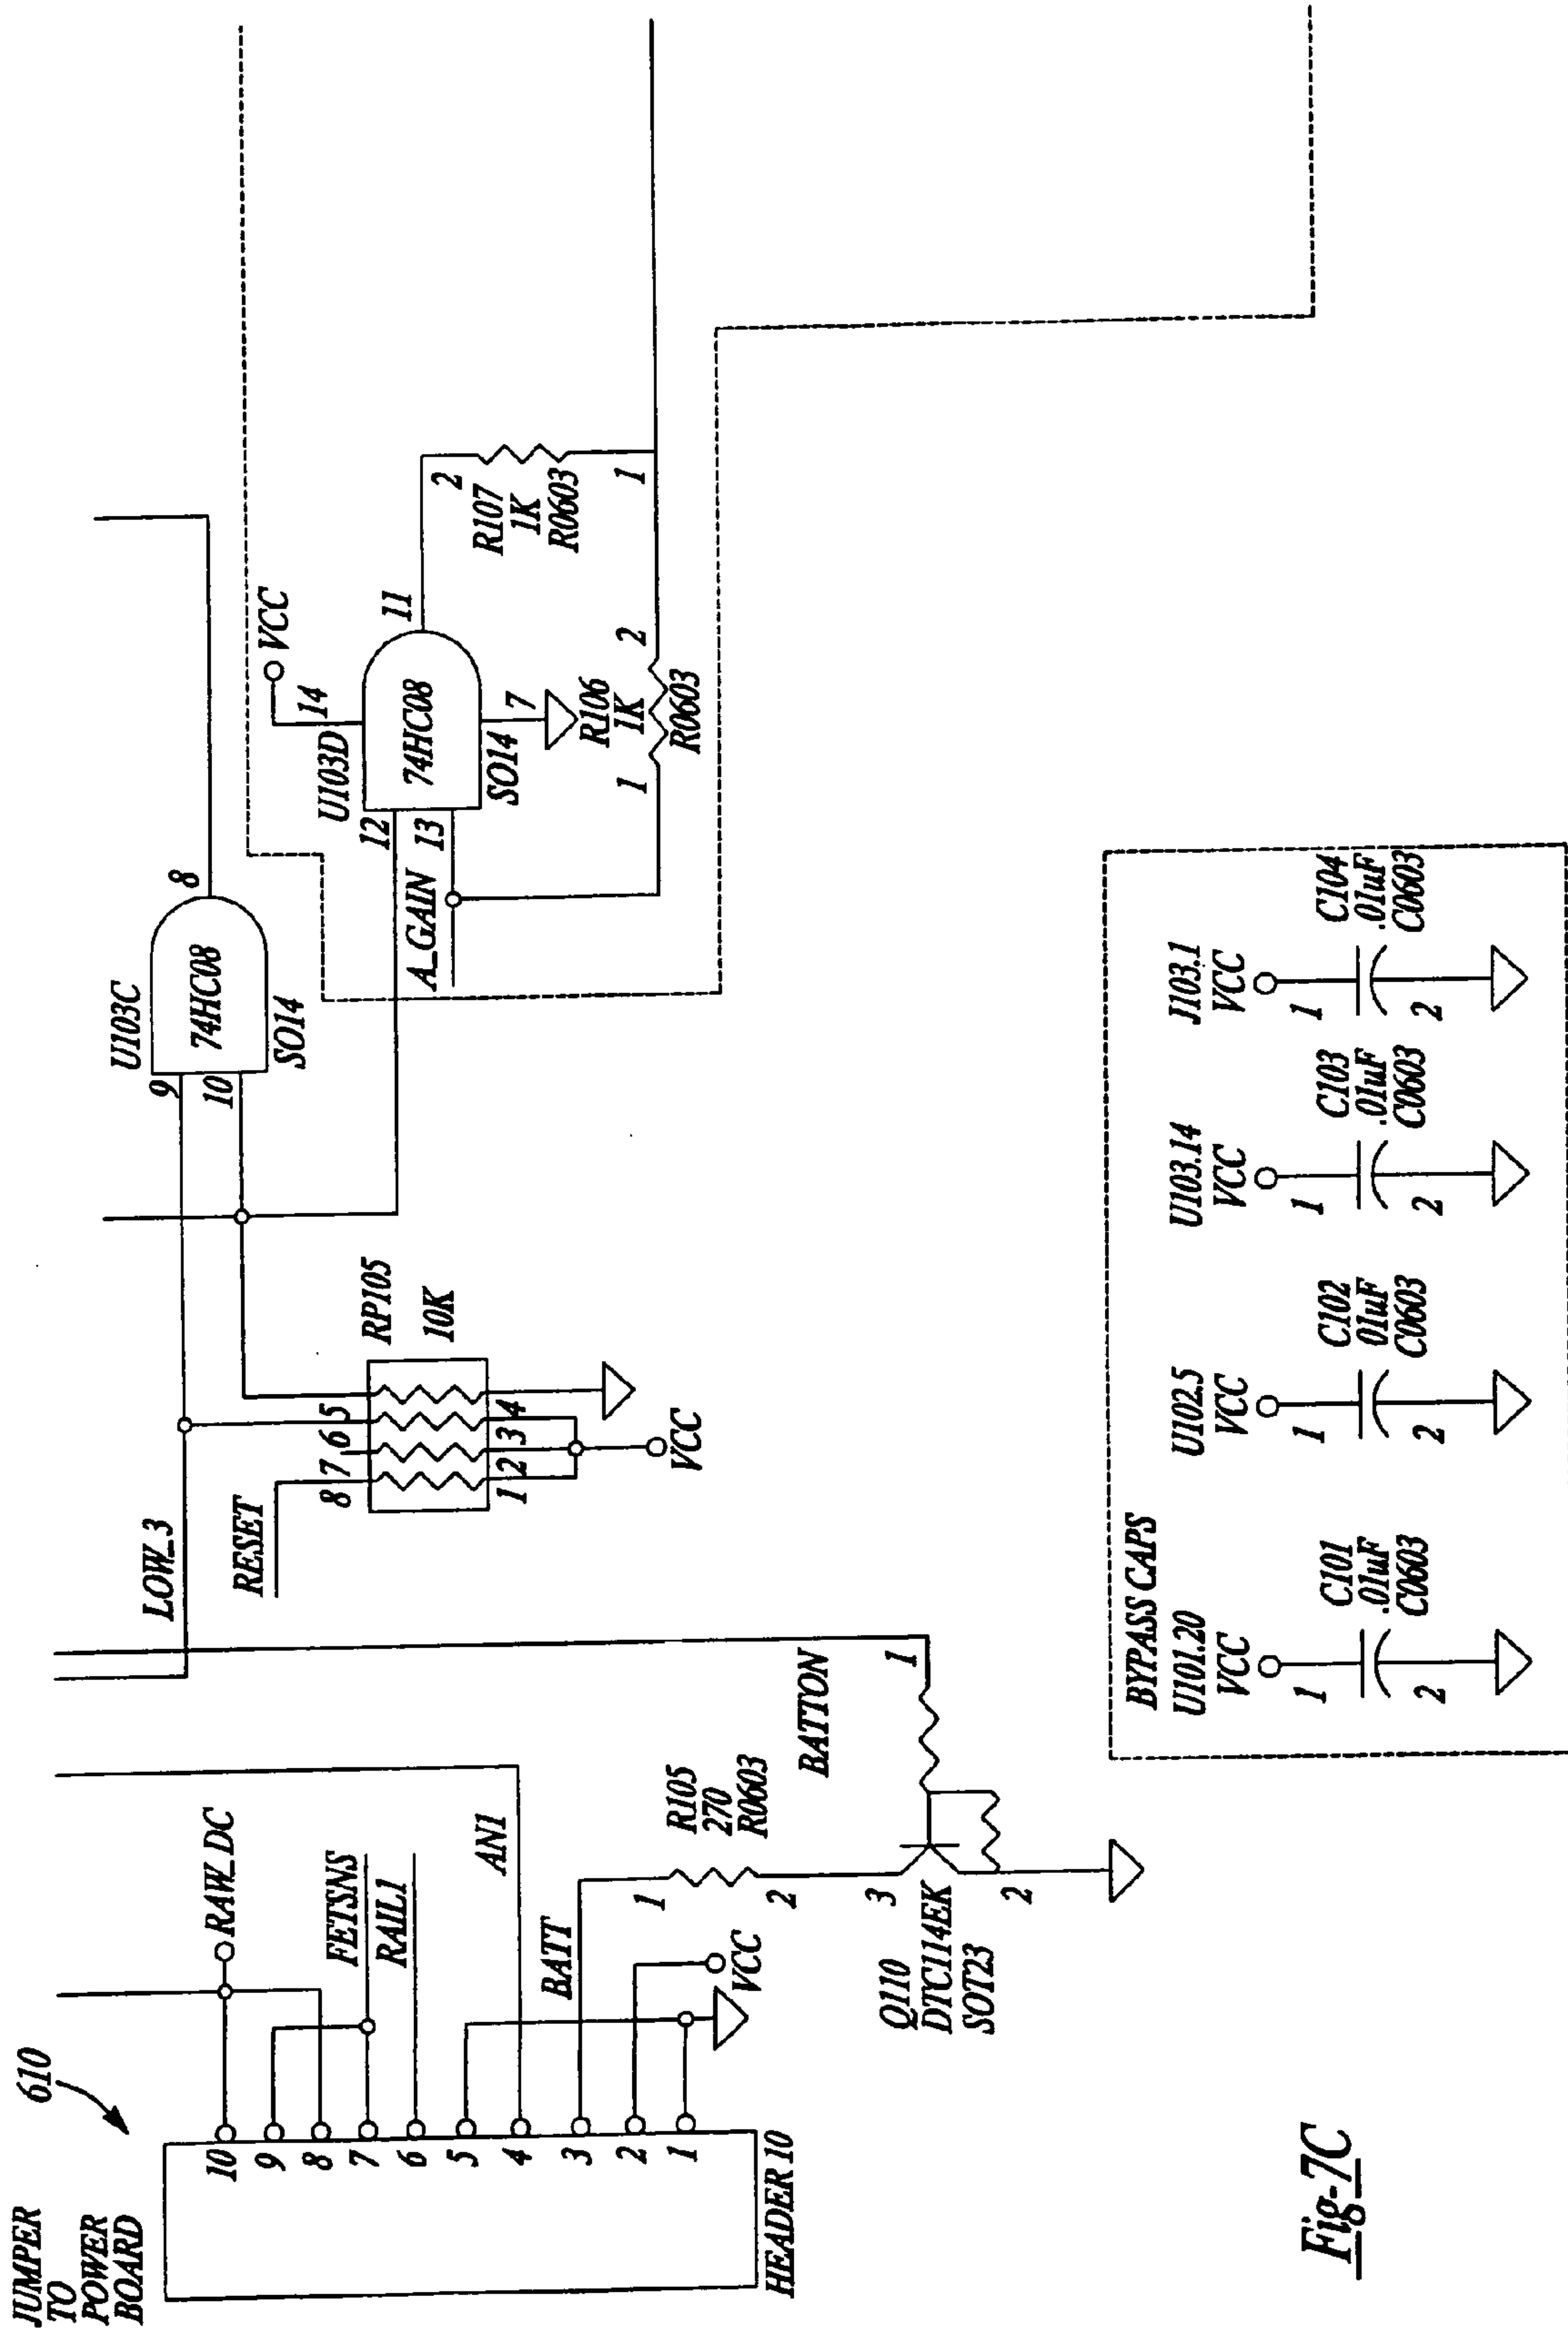 JUMPER
TO
POWER
BOARD
610
10
9
8
7
6
5
4
3
2
1
HEADER 10
RAW_DC
FETSNS
RAIL1
AN1
BATT
VCC
1
R105
270
R0603
2
BATTON
1
3
Q110
DTC114EK
SOT23
2
LOW_3
RESET
8
7
6
5
RP105
10K
1
2
3
4
VCC
U103C
9
10
74HC08
SO14
8
U103D
VCC
14
12
13
A_GAIN
74HC08
SO14
7
11
R106
1K
R0603
1
2
R107
1K
R0603
2
1
BYPASS CAPS
U101.20
VCC
1
2
C101
.01uF
C0603
U102.5
VCC
1
2
C102
01uF
C0603
U103.14
VCC
1
2
C103
.01uF
C0603
J103.1
VCC
1
2
C104
.01uF
C0603
Fig-7C